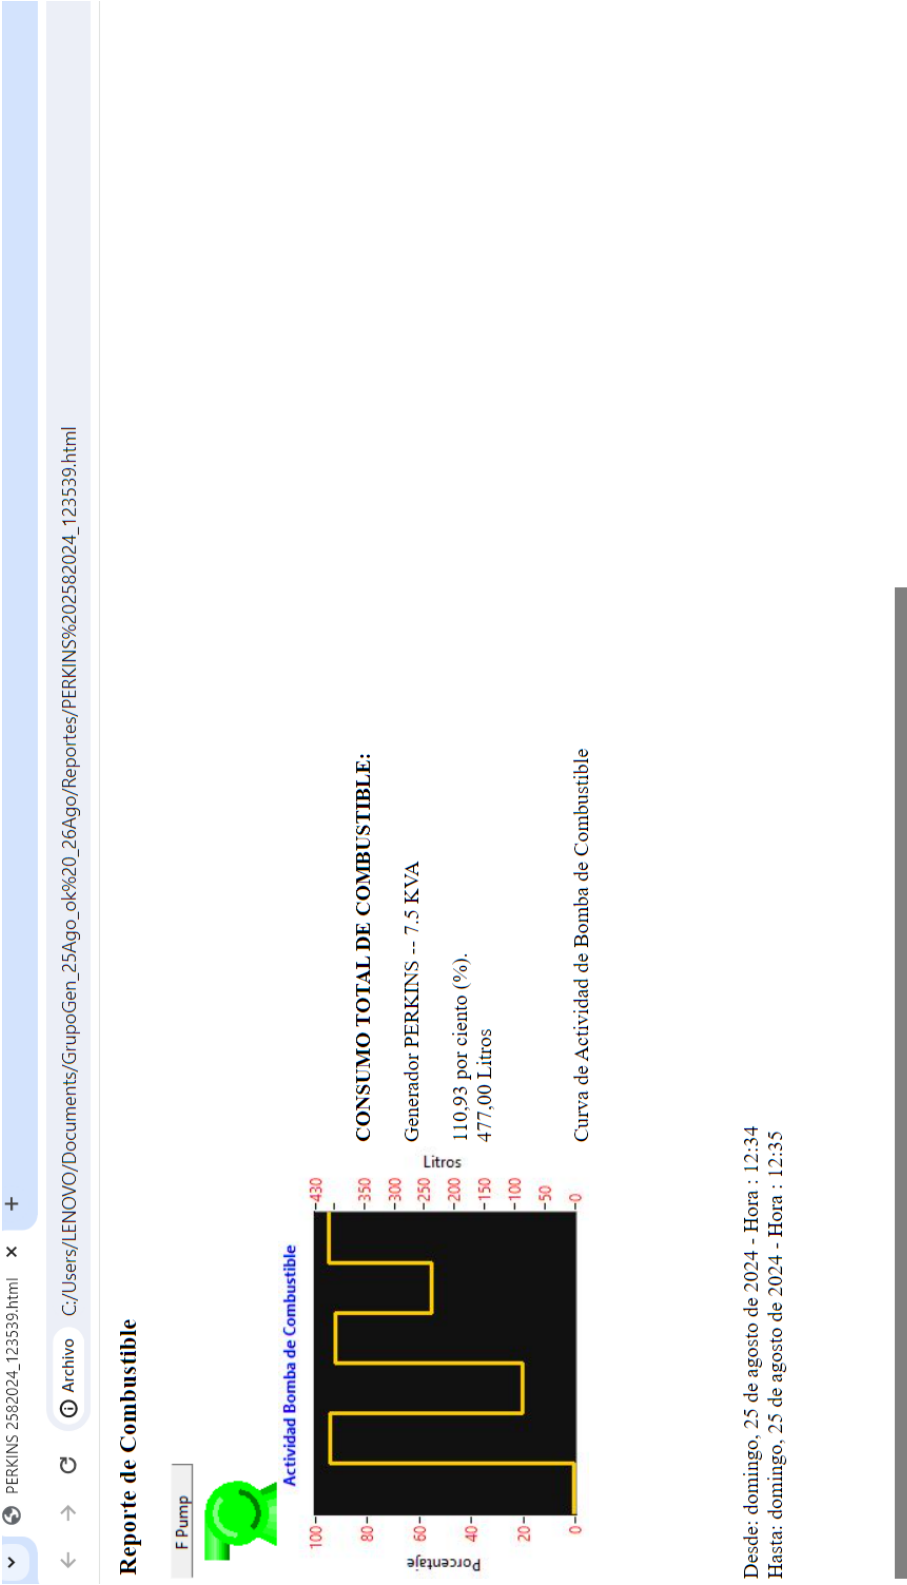 PERKINS 2582024_123539.html
Archivo C:/Users/LENOVO/Documents/GrupoGen_25Ago_ok%20_26Ago/Reportes/PERKINS%202582024_123539.html
Reporte de Combustible
F Pump
Actividad Bomba de Combustible
100
80
60
40
20
0
Porcentaje
430
350
300
250
200
150
100
50
0
Litros
CONSUMO TOTAL DE COMBUSTIBLE:
Generador PERKINS -- 7.5 KVA
110,93 por ciento (%).
477,00 Litros
Curva de Actividad de Bomba de Combustible
Desde: domingo, 25 de agosto de 2024 - Hora : 12:34
Hasta: domingo, 25 de agosto de 2024 - Hora : 12:35